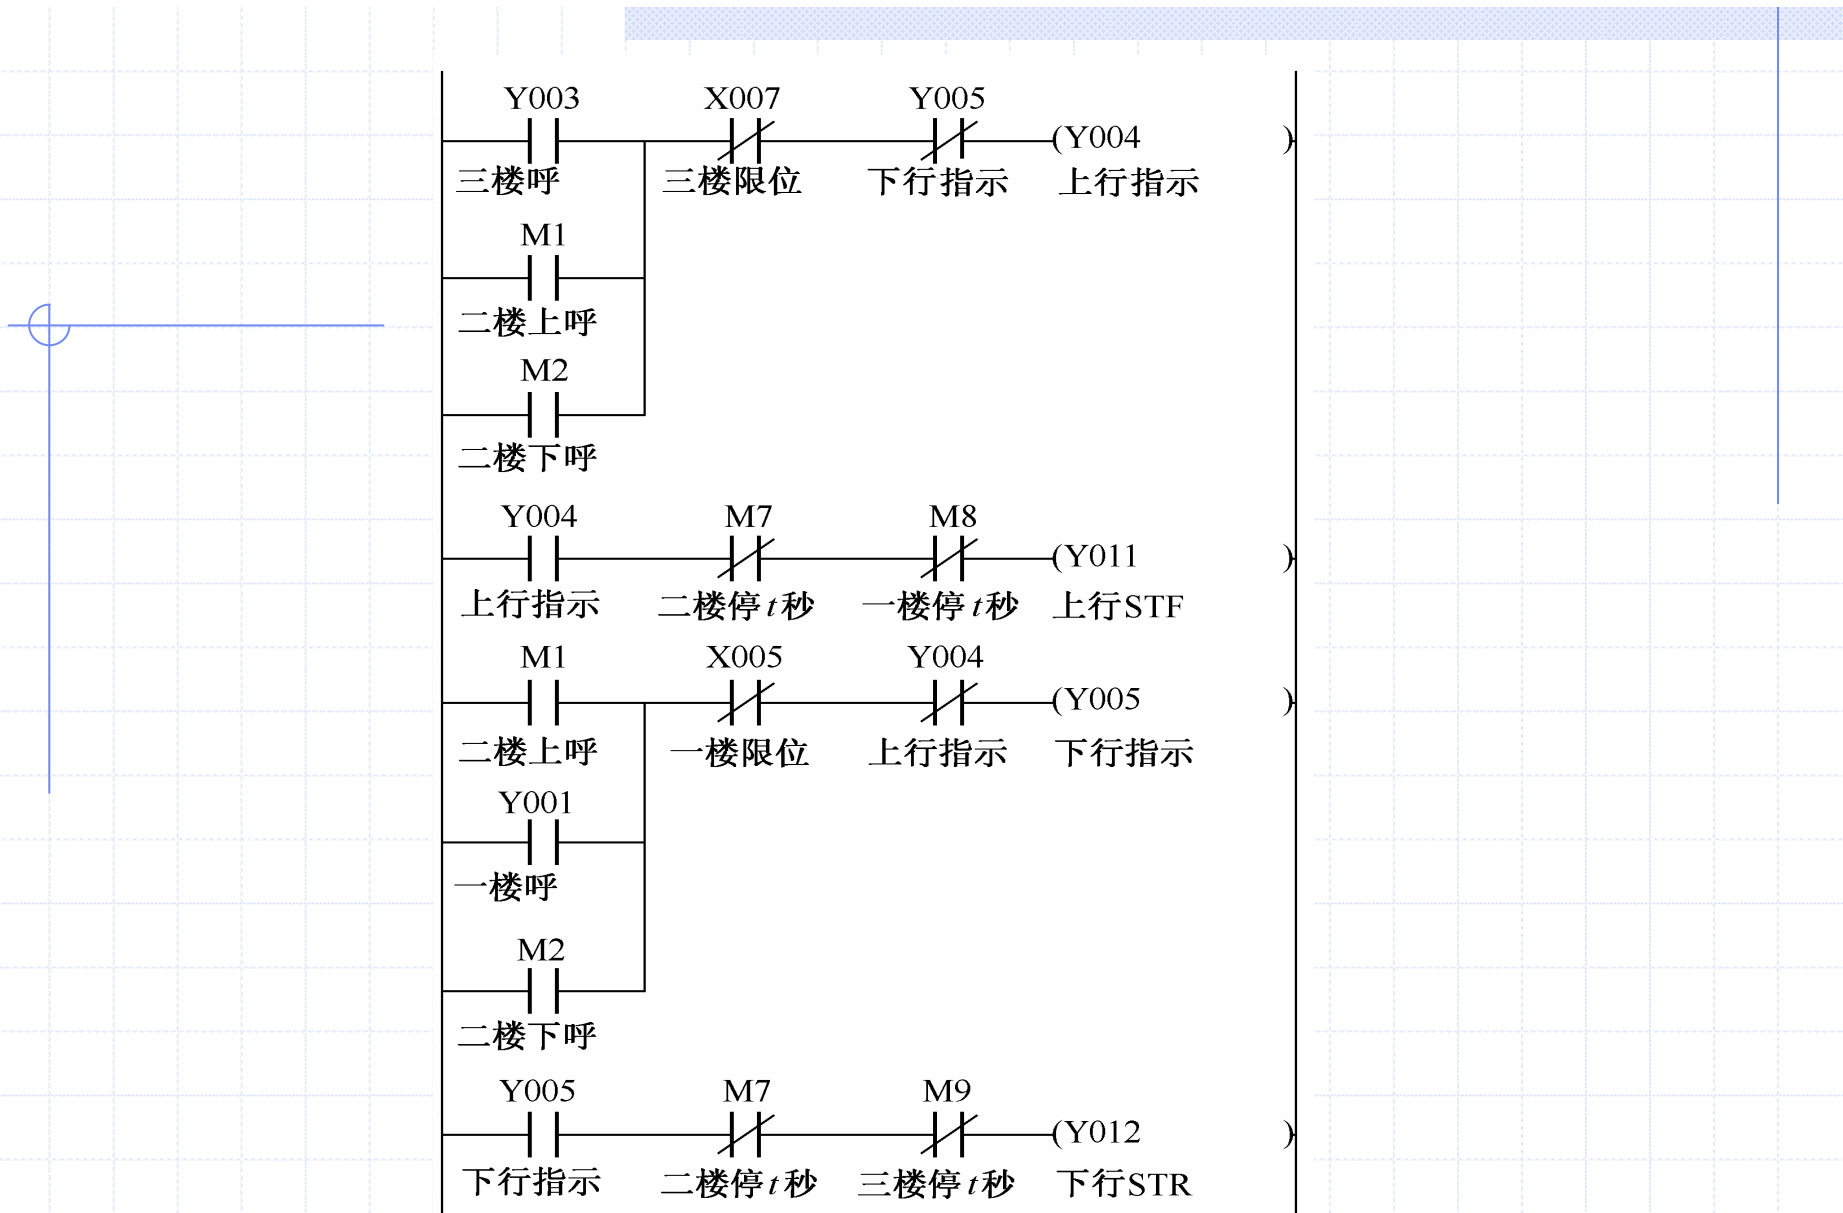 Y003 X007 Y005
(Y004 )
三楼呼 三楼限位 下行指示 上行指示
M1
二楼上呼
M2
二楼下呼
Y004 M7 M8
(Y011 )
上行指示 二楼停t秒 一楼停t秒 上行STF
M1 X005 Y004
(Y005 )
二楼上呼 一楼限位 上行指示 下行指示
Y001
一楼呼
M2
二楼下呼
Y005 M7 M9
(Y012 )
下行指示 二楼停t秒 三楼停t秒 下行STR